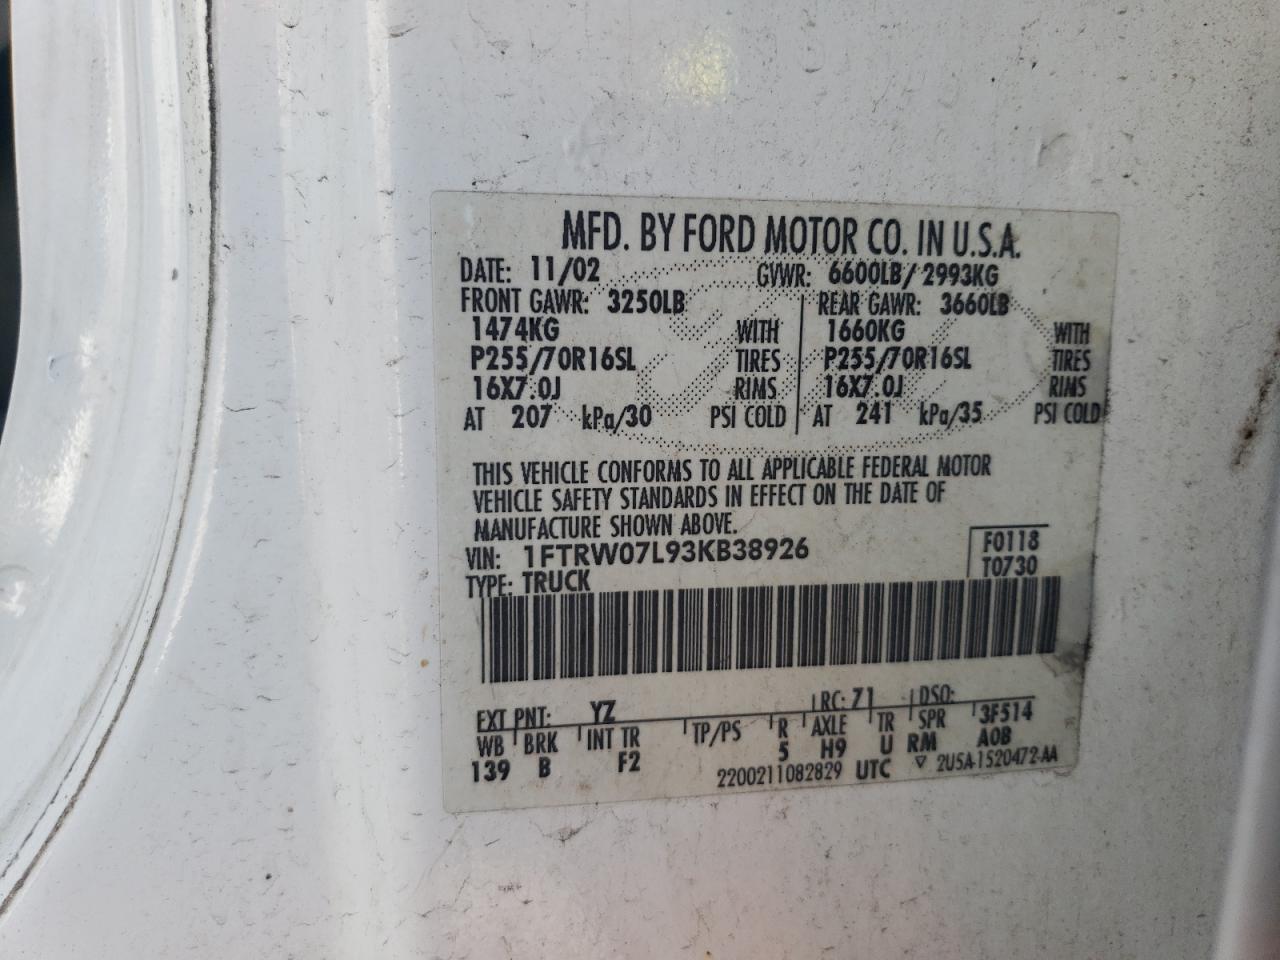 MFD. BY FORD MOTOR CO. IN U.S.A.
DATE: 11/02 GVWR: 6600LB/ 2993KG
FRONT GAWR: 3250LB REAR GAWR: 3660LB
1474KG WITH 1660KG WITH
P255/70R16SL TIRES P255/70R16SL TIRES
16X7.0J RIMS 16X7.0J RIMS
AT 207 kPa/30 PSI COLD AT 241 kPa/35 PSI COLD
THIS VEHICLE CONFORMS TO ALL APPLICABLE FEDERAL MOTOR
VEHICLE SAFETY STANDARDS IN EFFECT ON THE DATE OF
MANUFACTURE SHOWN ABOVE.
VIN: 1FTRW07L93KB38926 F0118
TYPE: TRUCK T0730
EXT PNT: YZ RC: 71 DSO:
WB BRK INT TR TP/PS R AXLE TR SPR 3F514
139 B F2 5 H9 U RM A0B
2200211082829 UTC ▽ 2U5A-1520472-AA